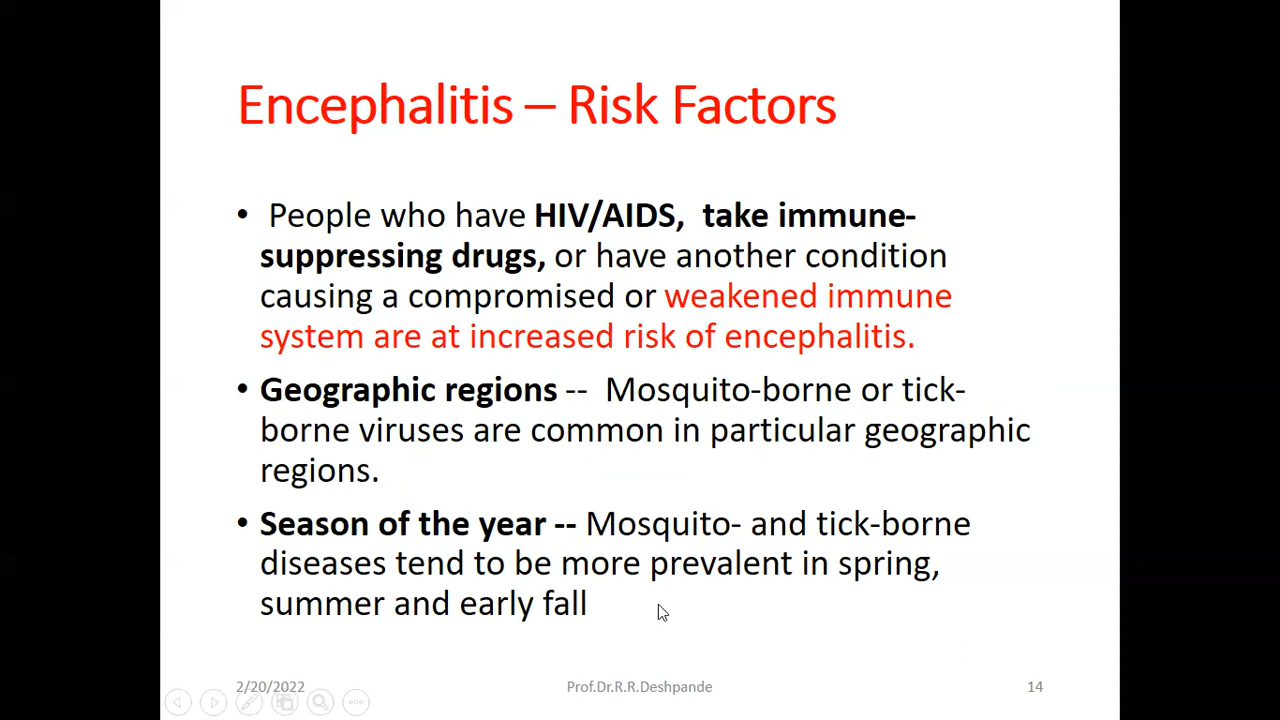 Encephalitis – Risk Factors
• People who have HIV/AIDS, take immune-
suppressing drugs, or have another condition
causing a compromised or weakened immune
system are at increased risk of encephalitis.
• Geographic regions -- Mosquito-borne or tick-
borne viruses are common in particular geographic
regions.
• Season of the year -- Mosquito- and tick-borne
diseases tend to be more prevalent in spring,
summer and early fall
2/20/2022 Prof.Dr.R.R.Deshpande 14